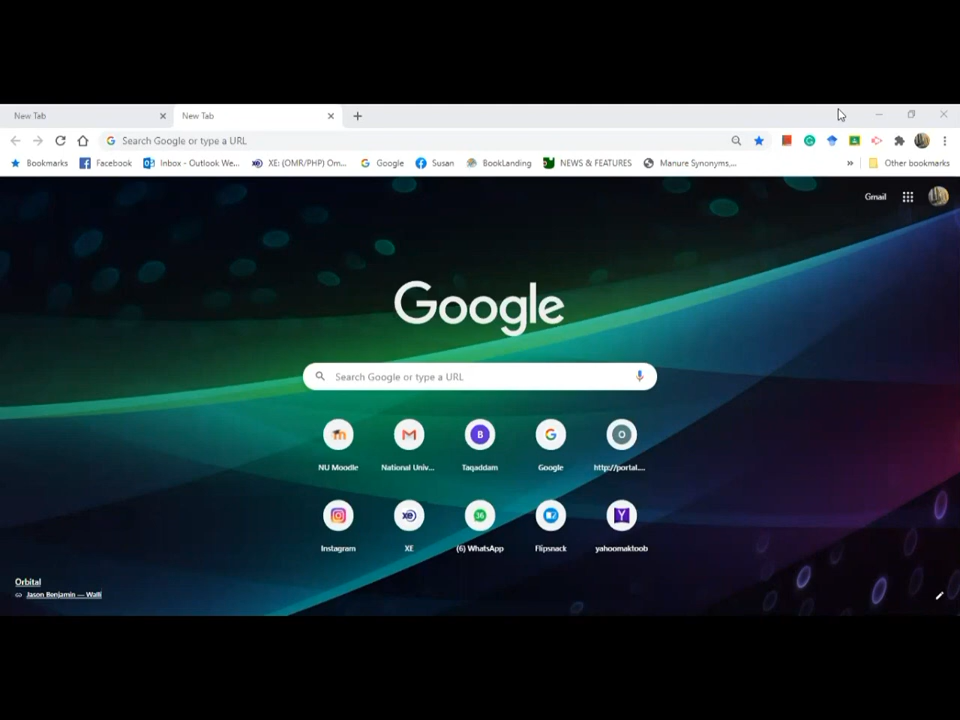 New Tab
New Tab
Search Google or type a URL
Bookmarks Facebook Inbox - Outlook We... XE: (OMR/PHP) Om... Google Susan BookLanding NEWS & FEATURES Manure Synonyms,... » Other bookmarks
Gmail
Google
Search Google or type a URL
B G O
NU Moodle National Univ... Taqaddam Google http://portal....
xe 16 Y
Instagram XE (6) WhatsApp Flipsnack yahoomaktoob
Orbital
Jason Benjamin — Walli